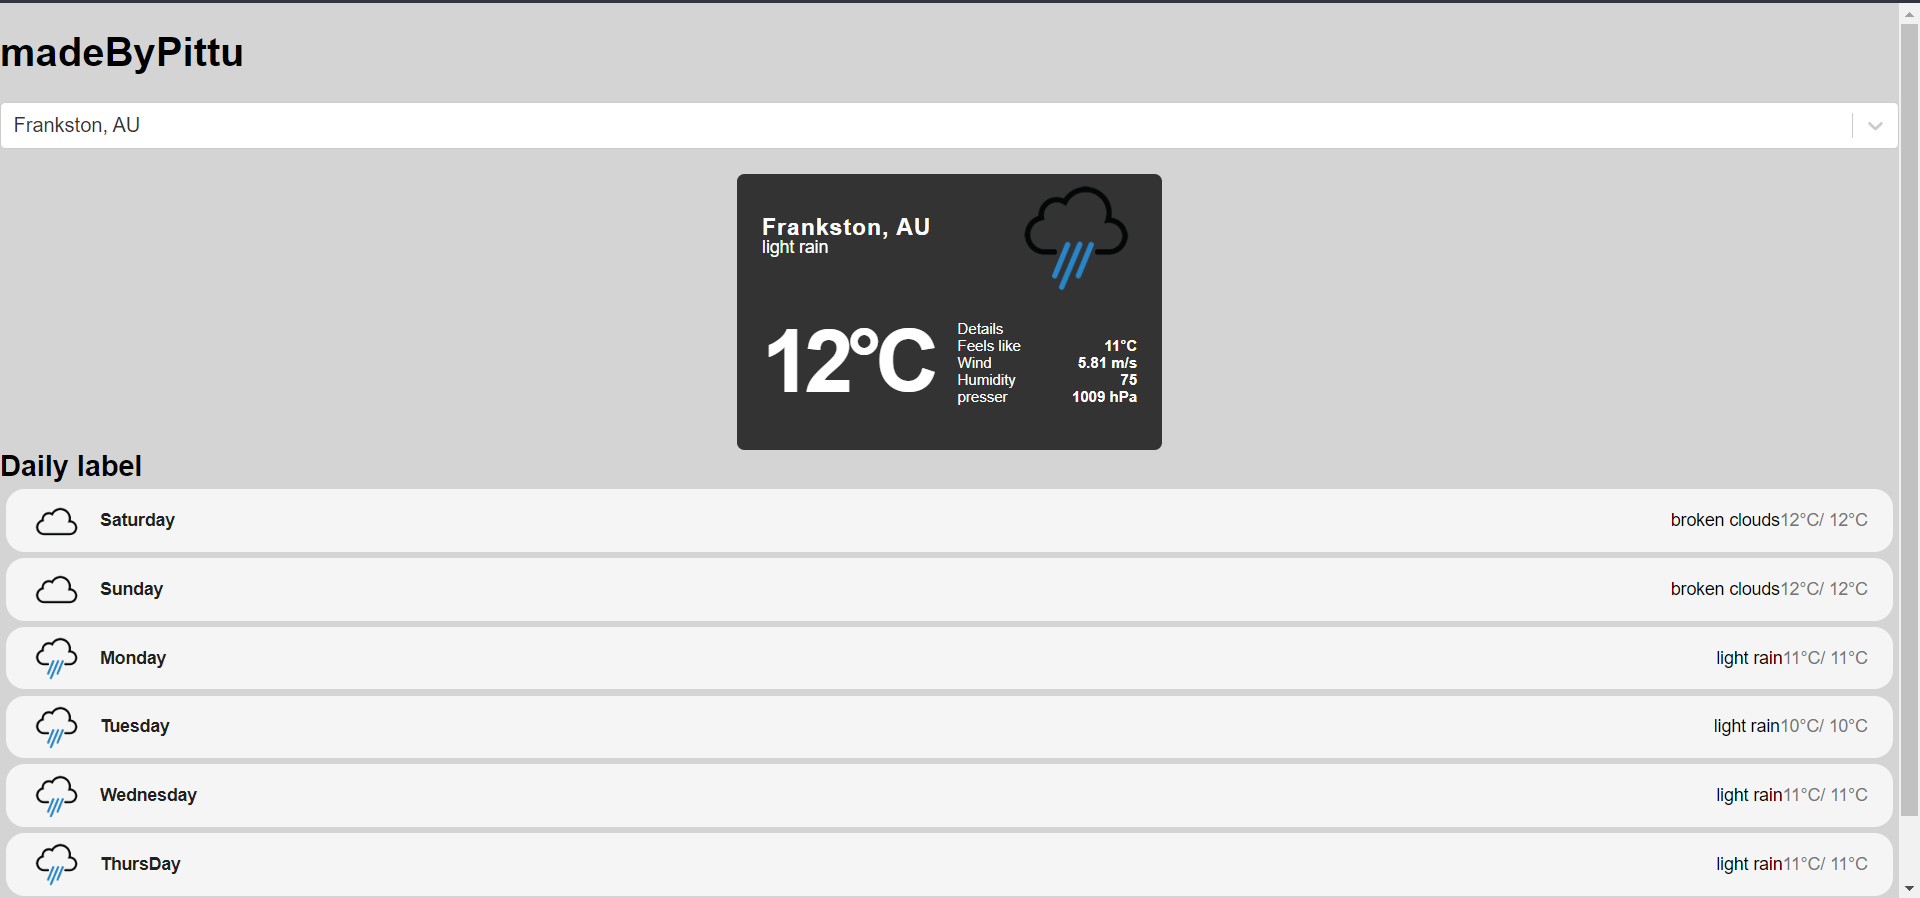 madeByPittu
Frankston, AU
Frankston, AU
light rain
12°C
Details
Feels like 11°C
Wind 5.81 m/s
Humidity 75
presser 1009 hPa
Daily label
Saturday broken clouds12°C/ 12°C
Sunday broken clouds12°C/ 12°C
Monday light rain11°C/ 11°C
Tuesday light rain10°C/ 10°C
Wednesday light rain11°C/ 11°C
ThursDay light rain11°C/ 11°C